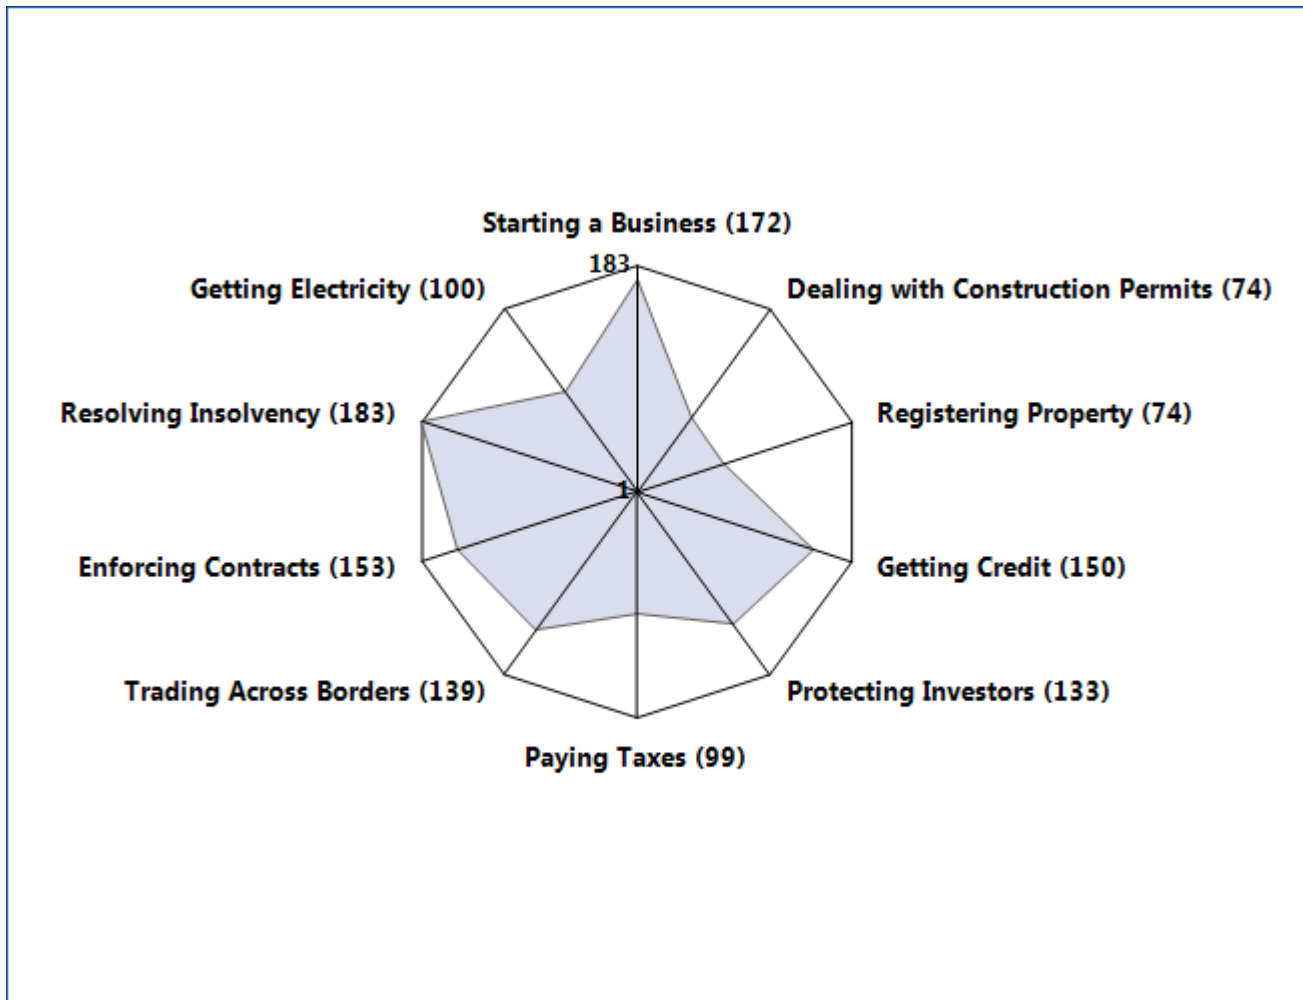 Starting a Business (172)
183
Getting Electricity (100)
Dealing with Construction Permits (74)
Resolving Insolvency (183)
Registering Property (74)
1
Enforcing Contracts (153)
Getting Credit (150)
Trading Across Borders (139)
Protecting Investors (133)
Paying Taxes (99)